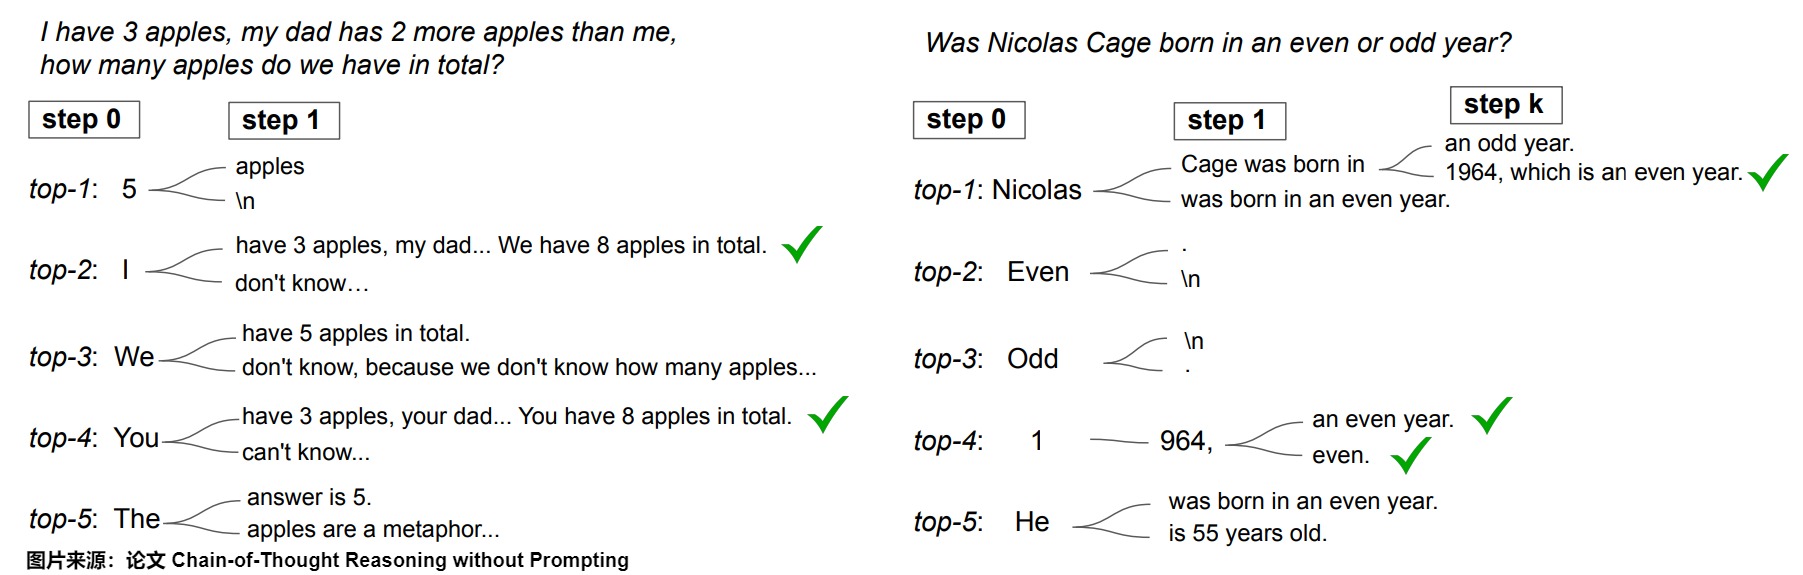 I have 3 apples, my dad has 2 more apples than me,
how many apples do we have in total?
step 0
step 1
top-1: 5
apples
\n
top-2: I
have 3 apples, my dad... We have 8 apples in total.
don't know…
top-3: We
have 5 apples in total.
don't know, because we don't know how many apples...
top-4: You
have 3 apples, your dad... You have 8 apples in total.
can't know...
top-5: The
answer is 5.
apples are a metaphor...
Was Nicolas Cage born in an even or odd year?
step 0
step 1
step k
top-1: Nicolas
Cage was born in
an odd year.
1964, which is an even year.
was born in an even year.
top-2: Even
.
\n
top-3: Odd
\n
.
top-4: 1
964,
an even year.
even.
top-5: He
was born in an even year.
is 55 years old.
图片来源：论文 Chain-of-Thought Reasoning without Prompting